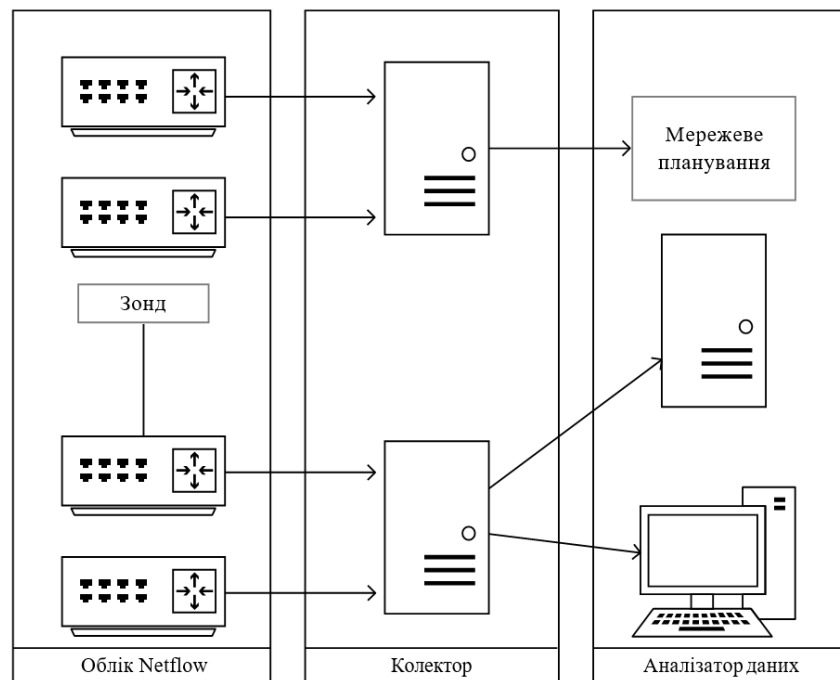 Мережеве
планування
Зонд
Облік Netflow
Колектор
Аналізатор даних